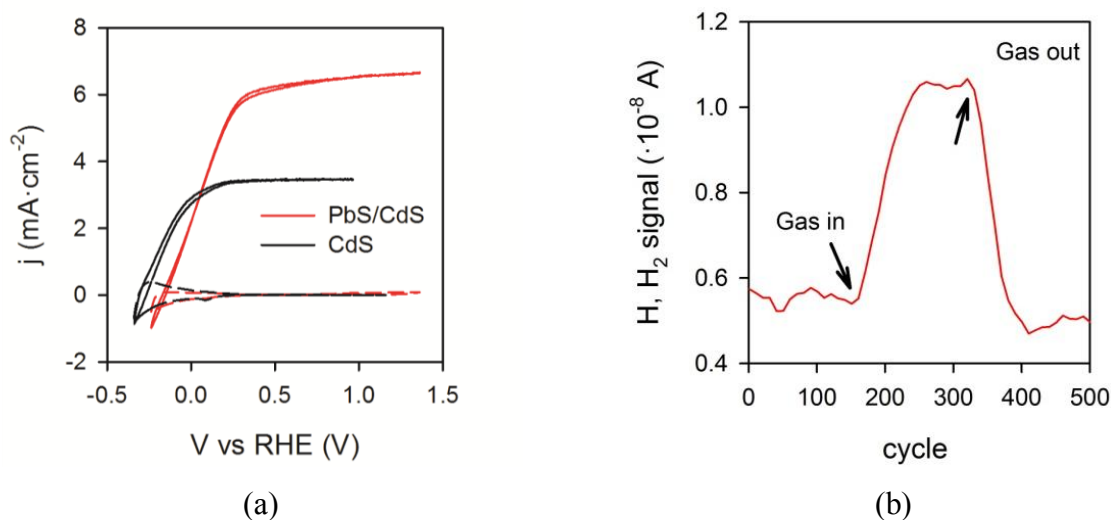 8
6
4
2
0
-2
-0.5
0.0
0.5
1.0
1.5
j (mA·cm⁻²)
V vs RHE (V)
PbS/CdS
CdS
(a)
1.2
1.0
0.8
0.6
0.4
0
100
200
300
400
500
H, H₂ signal (·10⁻⁸ A)
cycle
Gas in
Gas out
(b)